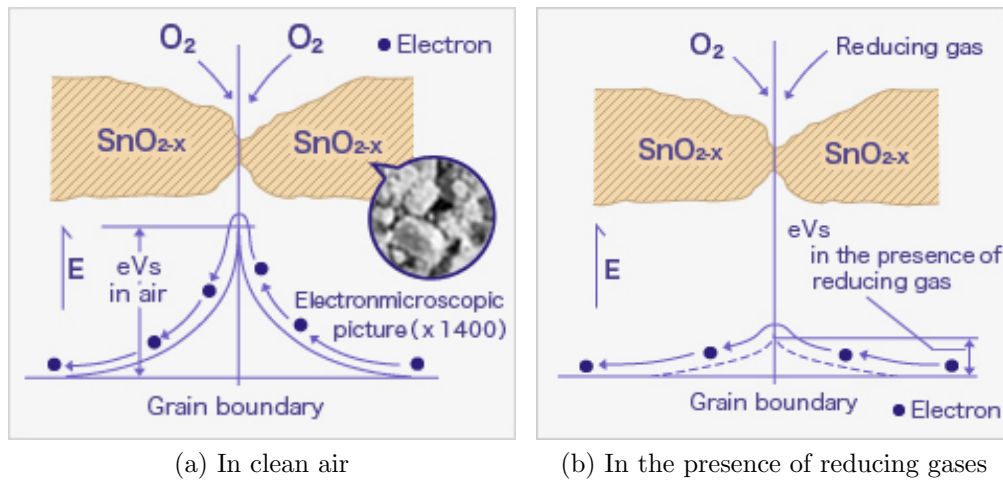 O₂ O₂ ● Electron
SnO₂₋ₓ SnO₂₋ₓ
E
eVs
in air
Electronmicroscopic
picture (x 1400)
Grain boundary
(a) In clean air
O₂ Reducing gas
SnO₂₋ₓ SnO₂₋ₓ
E
eVs
in the presence of
reducing gas
Grain boundary
● Electron
(b) In the presence of reducing gases